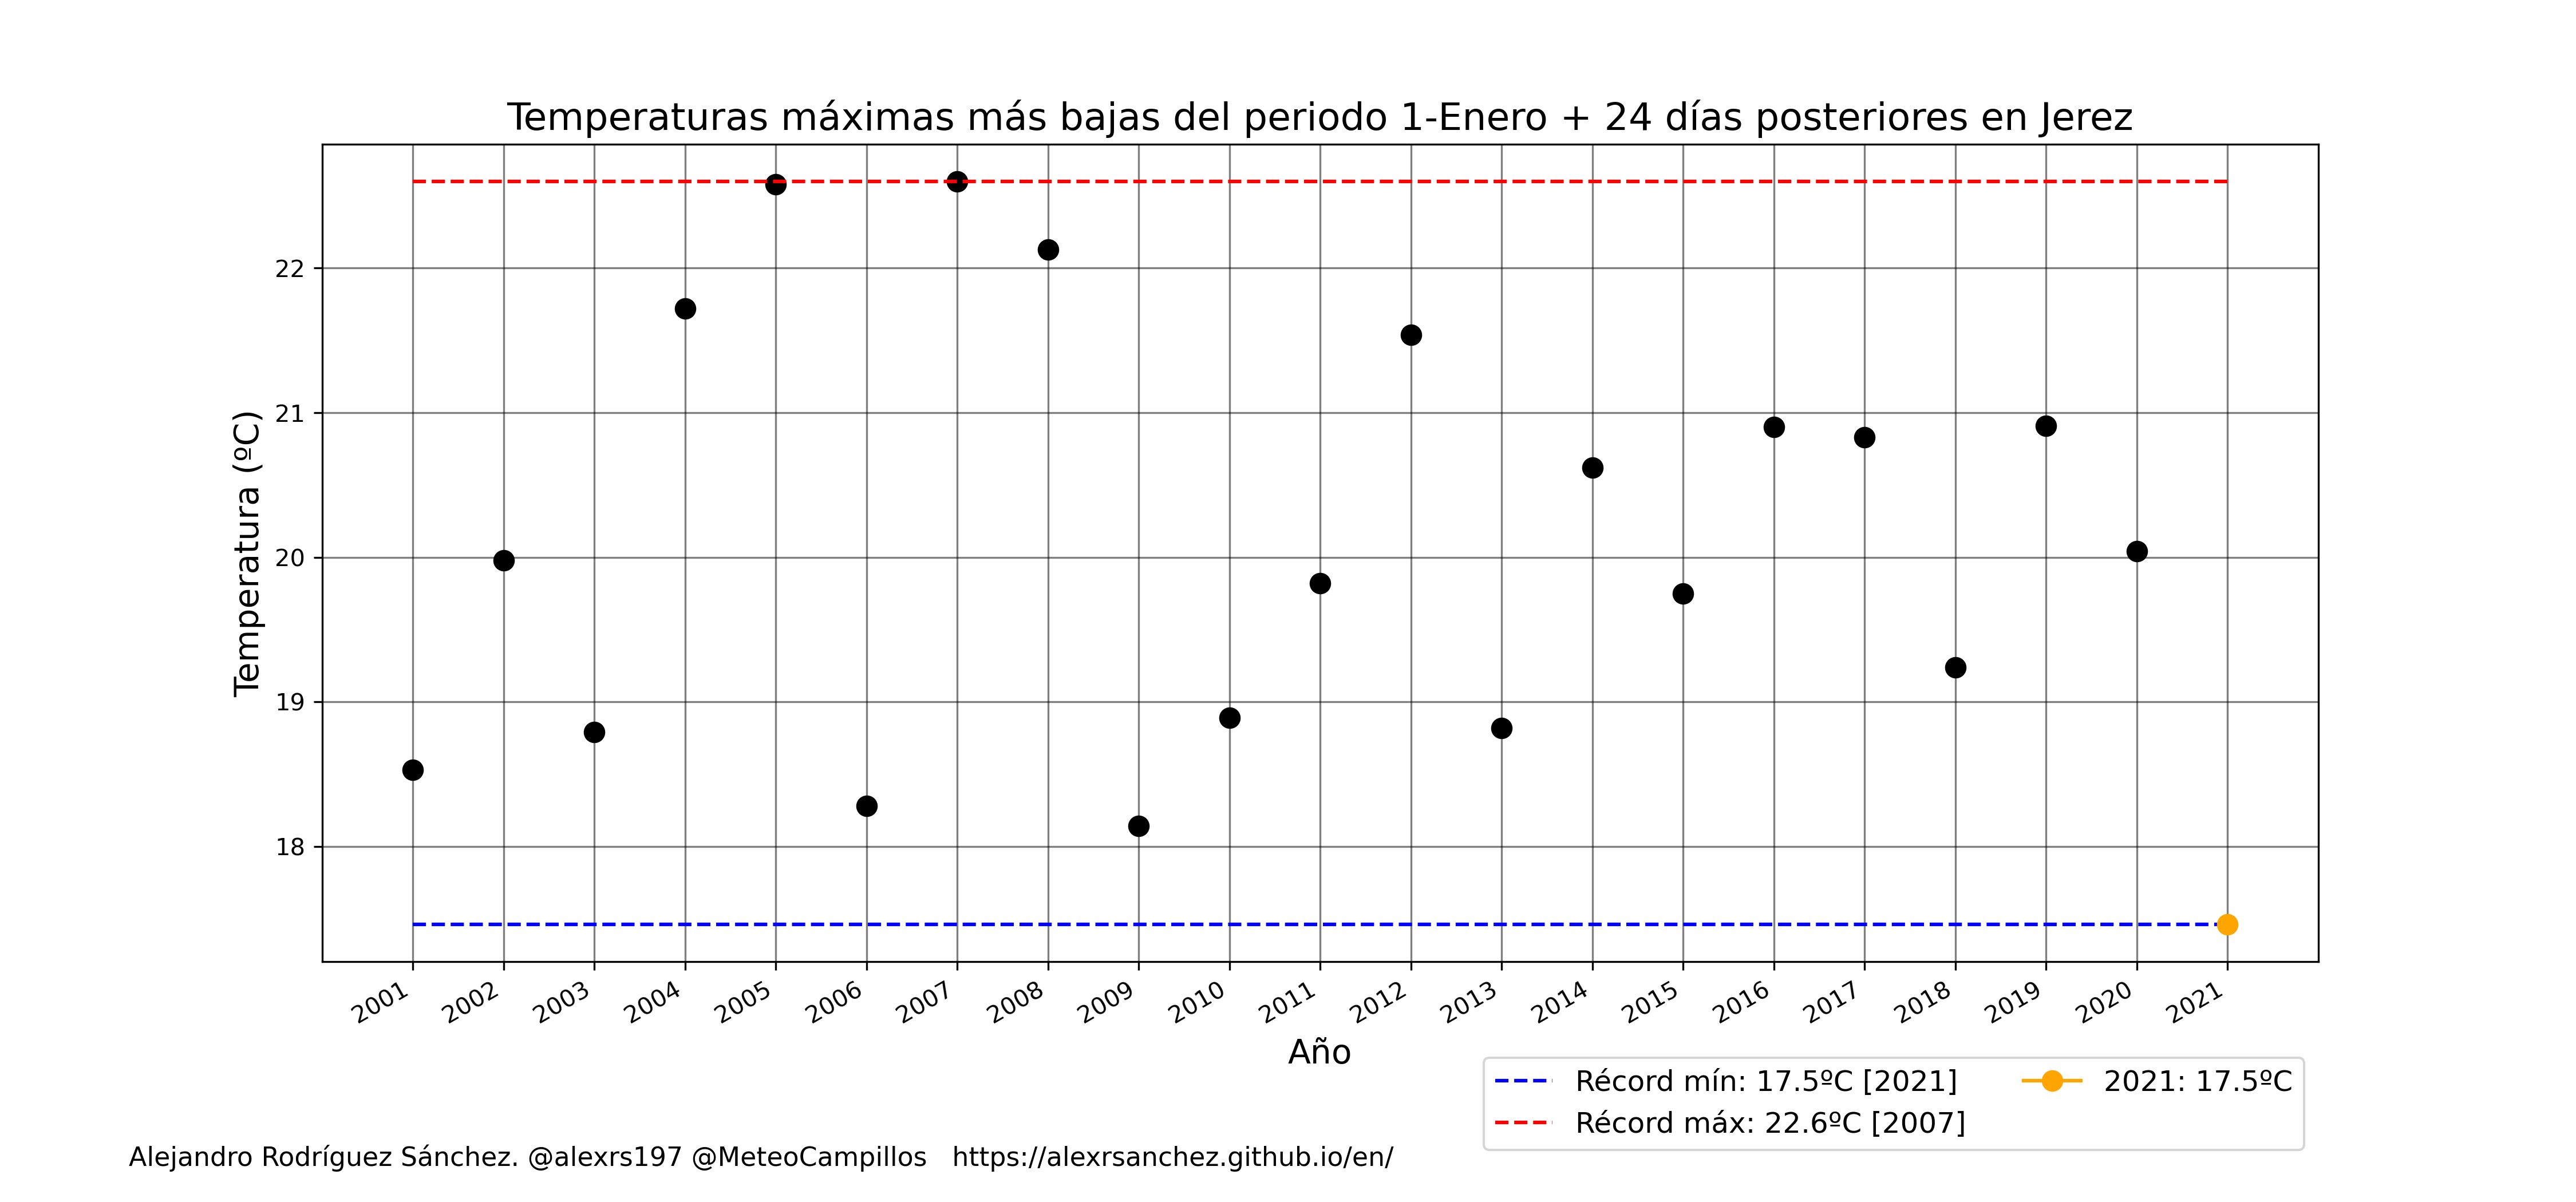 Temperaturas máximas más bajas del periodo 1-Enero + 24 días posteriores en Jerez
Temperatura (ºC)
22
21
20
19
18
2001 2002 2003 2004 2005 2006 2007 2008 2009 2010 2011 2012 2013 2014 2015 2016 2017 2018 2019 2020 2021
Año
Récord mín: 17.5ºC [2021]
Récord máx: 22.6ºC [2007]
2021: 17.5ºC
Alejandro Rodríguez Sánchez. @alexrs197 @MeteoCampillos https://alexrsanchez.github.io/en/